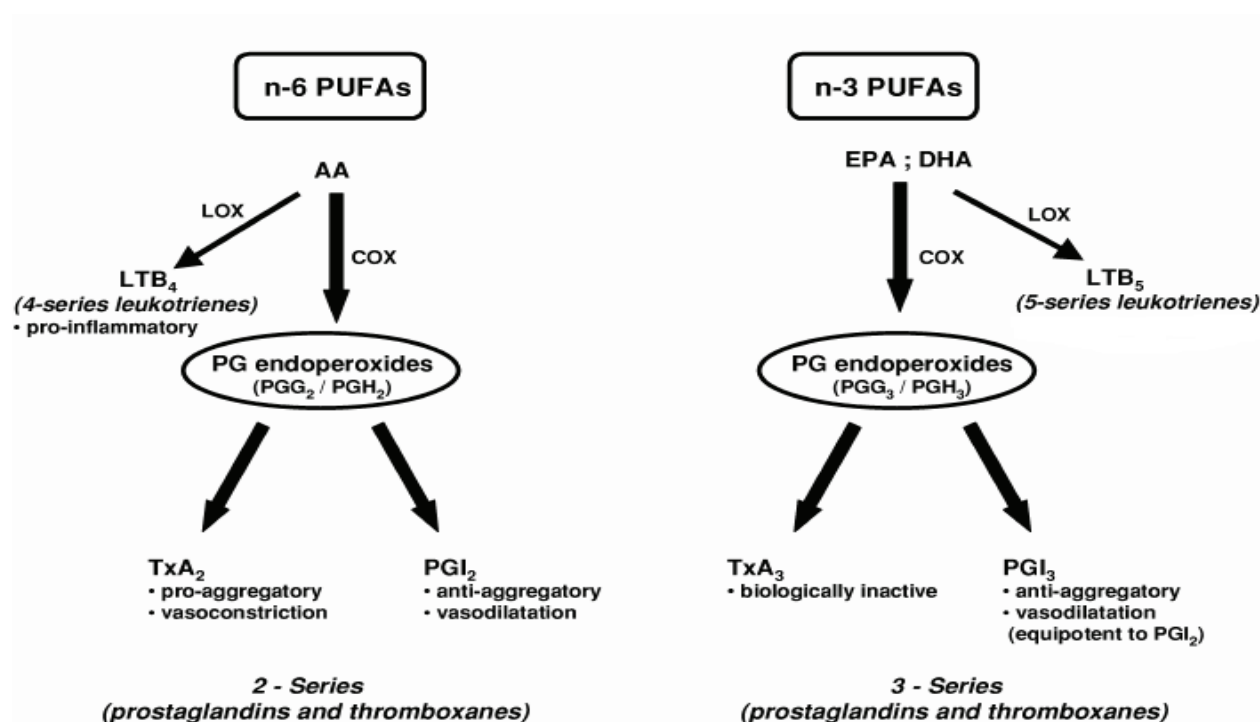 n-6 PUFAs
AA
LOX
COX
LTB₄
(4-series leukotrienes)
• pro-inflammatory
PG endoperoxides
(PGG₂ / PGH₂)
TxA₂
• pro-aggregatory
• vasoconstriction
PGI₂
• anti-aggregatory
• vasodilatation
2 - Series
(prostaglandins and thromboxanes)
n-3 PUFAs
EPA ; DHA
LOX
COX
LTB₅
(5-series leukotrienes)
PG endoperoxides
(PGG₃ / PGH₃)
TxA₃
• biologically inactive
PGI₃
• anti-aggregatory
• vasodilatation
(equipotent to PGI₂)
3 - Series
(prostaglandins and thromboxanes)